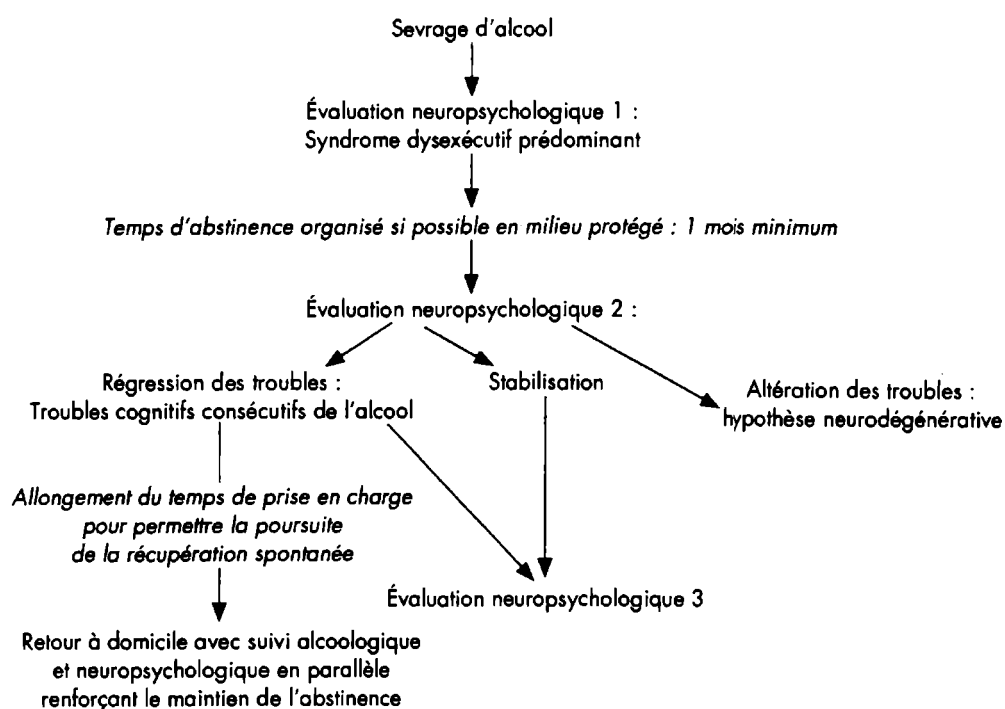 Sevrage d'alcool
Évaluation neuropsychologique 1 :
Syndrome dysexécutif prédominant
Temps d'abstinence organisé si possible en milieu protégé : 1 mois minimum
Évaluation neuropsychologique 2 :
Régression des troubles :
Troubles cognitifs consécutifs de l'alcool
Stabilisation
Altération des troubles :
hypothèse neurodégénérative
Allongement du temps de prise en charge
pour permettre la poursuite
de la récupération spontanée
Évaluation neuropsychologique 3
Retour à domicile avec suivi alcoologique
et neuropsychologique en parallèle
renforçant le maintien de l'abstinence